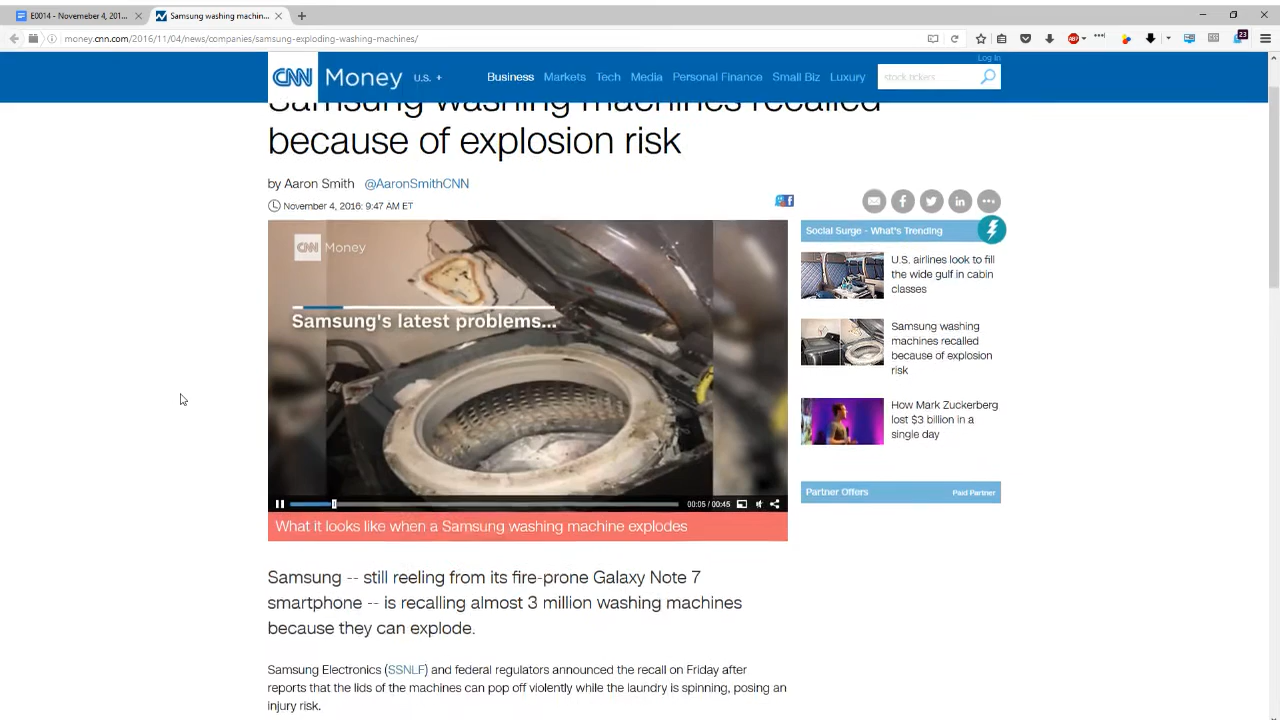 E0014 - Novemeber 4, 201...
Samsung washing machin...
money.cnn.com/2016/11/04/news/companies/samsung-exploding-washing-machines/
ABP
23
Log In
CNN Money U.S. +
Business Markets Tech Media Personal Finance Small Biz Luxury
stock tickers
Samsung washing machines recalled
because of explosion risk
by Aaron Smith @AaronSmithCNN
November 4, 2016: 9:47 AM ET
CNN Money
Samsung's latest problems...
00:05 / 00:45
What it looks like when a Samsung washing machine explodes
Social Surge - What's Trending
U.S. airlines look to fill
the wide gulf in cabin
classes
Samsung washing
machines recalled
because of explosion
risk
How Mark Zuckerberg
lost $3 billion in a
single day
Partner Offers
Paid Partner
Samsung -- still reeling from its fire-prone Galaxy Note 7
smartphone -- is recalling almost 3 million washing machines
because they can explode.
Samsung Electronics (SSNLF) and federal regulators announced the recall on Friday after
reports that the lids of the machines can pop off violently while the laundry is spinning, posing an
injury risk.